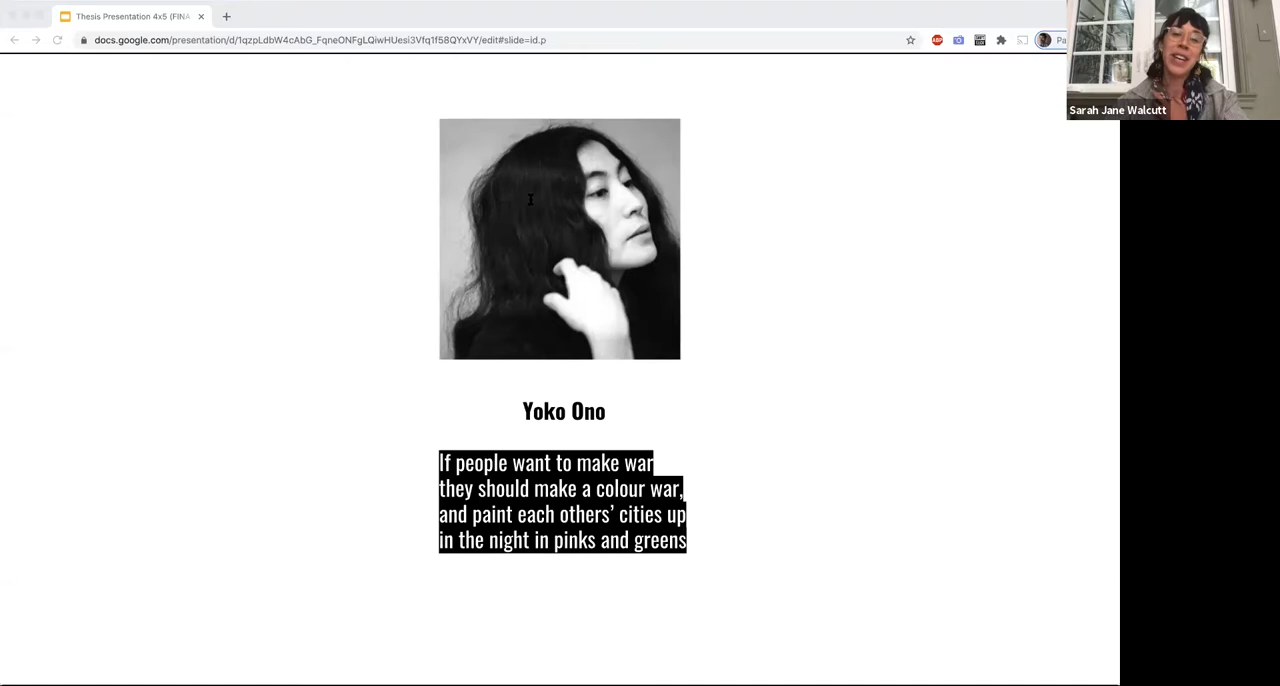 Thesis Presentation 4x5 (FINA
docs.google.com/presentation/d/1qzpLdbW4cAbG_FqneONFgLQiwHUesi3Vfq1f58QYxVY/edit#slide=id.p
ABP
Pa
Sarah Jane Walcutt
Yoko Ono
If people want to make war
they should make a colour war,
and paint each others’ cities up
in the night in pinks and greens